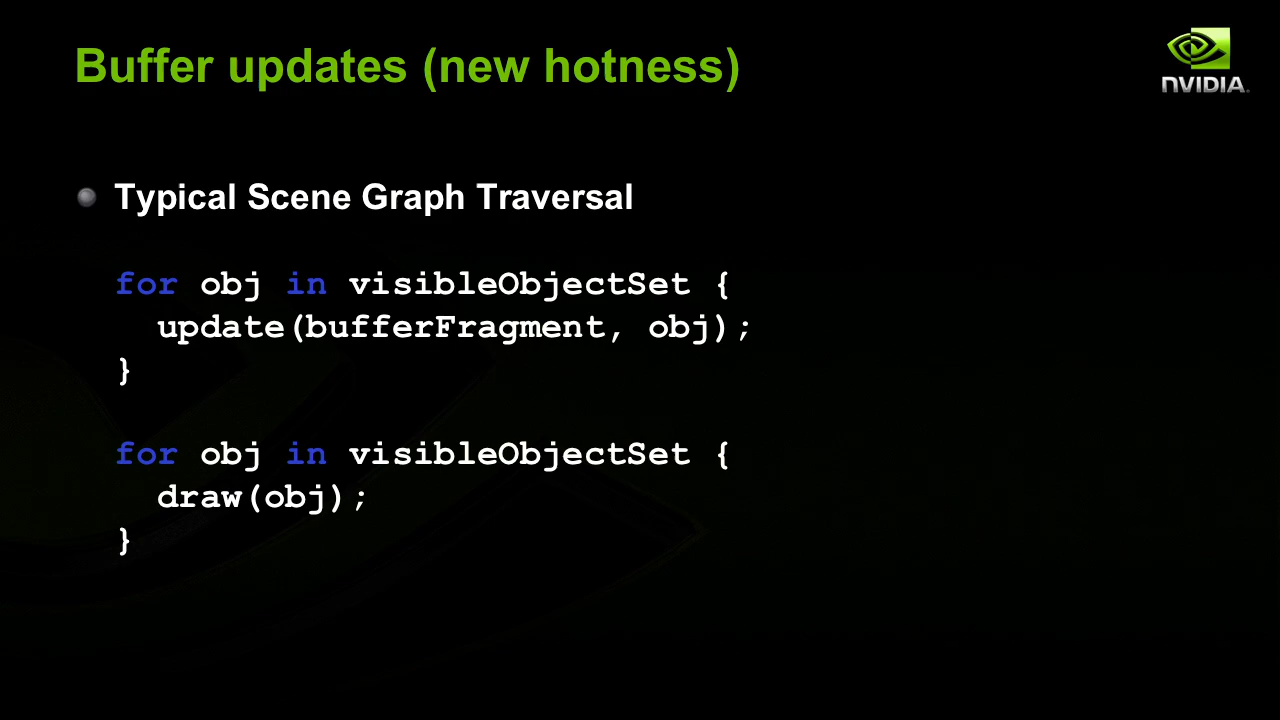 Buffer updates (new hotness)
NVIDIA.
Typical Scene Graph Traversal
for obj in visibleObjectSet {
  update(bufferFragment, obj);
}
for obj in visibleObjectSet {
  draw(obj);
}